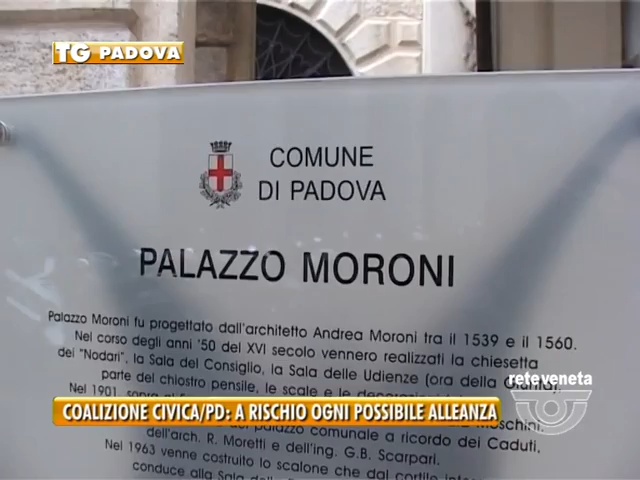 TG PADOVA
COMUNE
DI PADOVA
PALAZZO MORONI
Palazzo Moroni fu progettato dall'architetto Andrea Moroni tra il 1539 e il 1560.
Nel corso degli anni '50 del XVI secolo vennero realizzati la chiesetta
dei "Nodari", la Sala del Consiglio, la Sala delle Udienze (ora della Giunta),
parte del chiostro pensile, le scale e le
reteveneta
Nel 1901,
COALIZIONE CIVICA/PD: A RISCHIO OGNI POSSIBILE ALLEANZA
palazzo comunale a ricordo dei Caduti,
dell'arch. R. Moretti e dell'ing. G.B. Scarpari.
Nel 1963 venne costruito lo scalone che dal cortile
conduce alla Sala